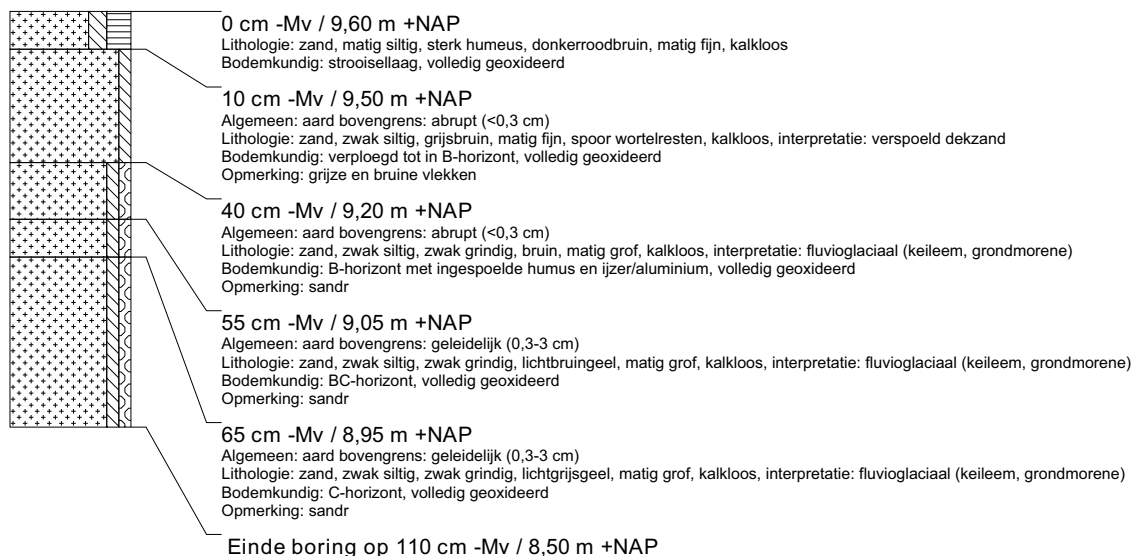 0 cm -Mv / 9,60 m +NAP
Lithologie: zand, matig siltig, sterk humeus, donkerroodbruin, matig fijn, kalkloos
Bodemkundig: strooisellaag, volledig geoxideerd
10 cm -Mv / 9,50 m +NAP
Algemeen: aard bovengrens: abrupt (<0,3 cm)
Lithologie: zand, zwak siltig, grijsbruin, matig fijn, spoor wortelresten, kalkloos, interpretatie: verspoeld dekzand
Bodemkundig: verploegd tot in B-horizont, volledig geoxideerd
Opmerking: grijze en bruine vlekken
40 cm -Mv / 9,20 m +NAP
Algemeen: aard bovengrens: abrupt (<0,3 cm)
Lithologie: zand, zwak siltig, zwak grindig, bruin, matig grof, kalkloos, interpretatie: fluvioglaciaal (keileem, grondmorene)
Bodemkundig: B-horizont met ingespoelde humus en ijzer/aluminium, volledig geoxideerd
Opmerking: sandr
55 cm -Mv / 9,05 m +NAP
Algemeen: aard bovengrens: geleidelijk (0,3-3 cm)
Lithologie: zand, zwak siltig, zwak grindig, lichtbruingeel, matig grof, kalkloos, interpretatie: fluvioglaciaal (keileem, grondmorene)
Bodemkundig: BC-horizont, volledig geoxideerd
Opmerking: sandr
65 cm -Mv / 8,95 m +NAP
Algemeen: aard bovengrens: geleidelijk (0,3-3 cm)
Lithologie: zand, zwak siltig, zwak grindig, lichtgrijsgeel, matig grof, kalkloos, interpretatie: fluvioglaciaal (keileem, grondmorene)
Bodemkundig: C-horizont, volledig geoxideerd
Opmerking: sandr
Einde boring op 110 cm -Mv / 8,50 m +NAP